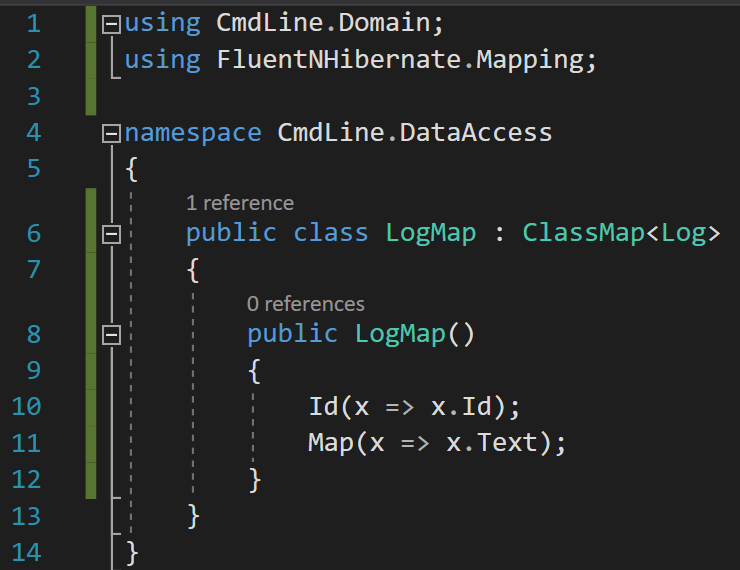 1 using CmdLine.Domain;
2 using FluentNHibernate.Mapping;
3
4 namespace CmdLine.DataAccess
5 {
1 reference
6 public class LogMap : ClassMap<Log>
7 {
0 references
8 public LogMap()
9 {
10 Id(x => x.Id);
11 Map(x => x.Text);
12 }
13 }
14 }